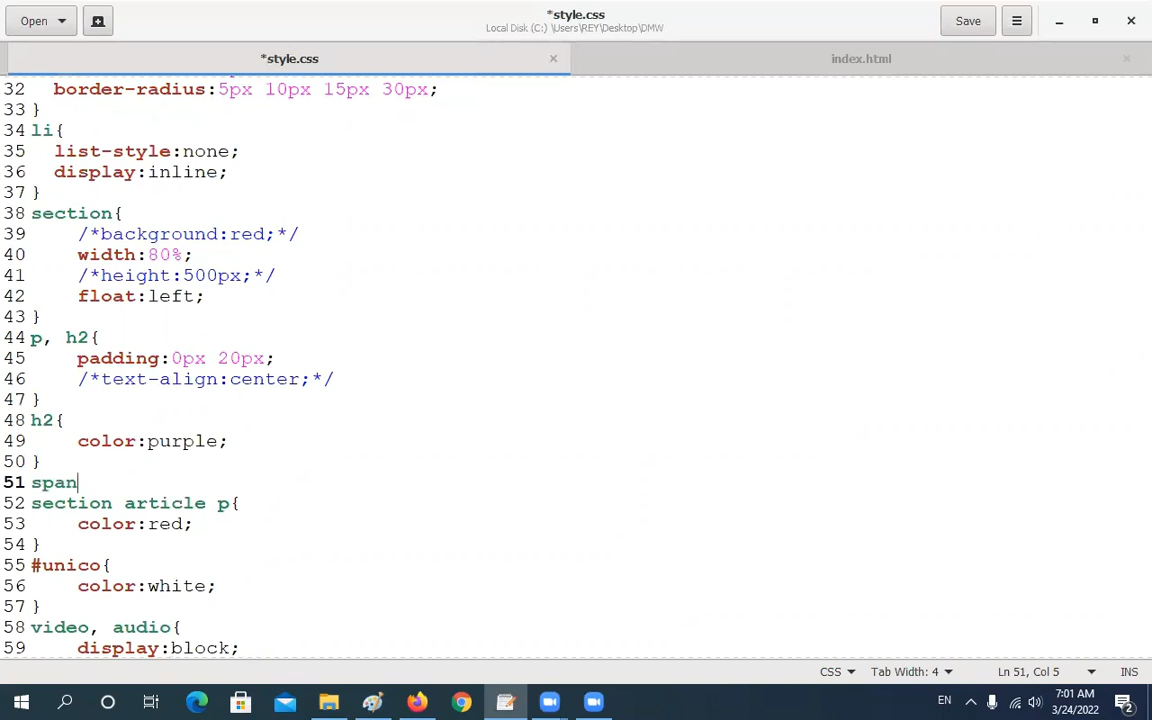 Open
*style.css
Local Disk (C:) \Users\REY\Desktop\DMW
Save
*style.css
index.html
32 border-radius:5px 10px 15px 30px;
33 }
34 li{
35 list-style:none;
36 display:inline;
37 }
38 section{
39 /*background:red;*/
40 width:80%;
41 /*height:500px;*/
42 float:left;
43 }
44 p, h2{
45 padding:0px 20px;
46 /*text-align:center;*/
47 }
48 h2{
49 color:purple;
50 }
51 span
52 section article p{
53 color:red;
54 }
55 #unico{
56 color:white;
57 }
58 video, audio{
59 display:block;
CSS
Tab Width: 4
Ln 51, Col 5
INS
EN
7:01 AM
3/24/2022
2